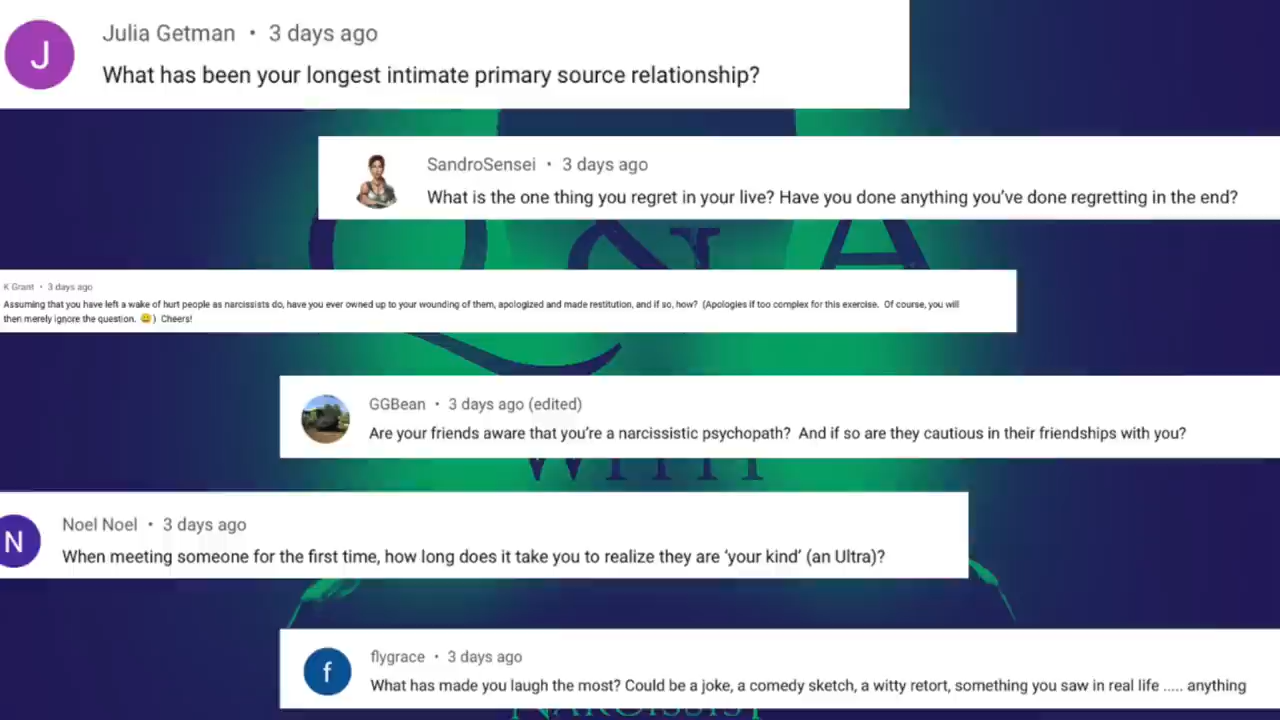 J
Julia Getman • 3 days ago
What has been your longest intimate primary source relationship?
SandroSensei • 3 days ago
What is the one thing you regret in your live? Have you done anything you've done regretting in the end?
Q N A
K Grant • 3 days ago
Assuming that you have left a wake of hurt people as narcissists do, have you ever owned up to your wounding of them, apologized and made restitution, and if so, how? (Apologies if too complex for this exercise. Of course, you will
then merely ignore the question. 😄) Cheers!
GGBean • 3 days ago (edited)
Are your friends aware that you're a narcissistic psychopath? And if so are they cautious in their friendships with you?
WITH
N
Noel Noel • 3 days ago
When meeting someone for the first time, how long does it take you to realize they are 'your kind' (an Ultra)?
f
flygrace • 3 days ago
What has made you laugh the most? Could be a joke, a comedy sketch, a witty retort, something you saw in real life ..... anything
NARCISSIST